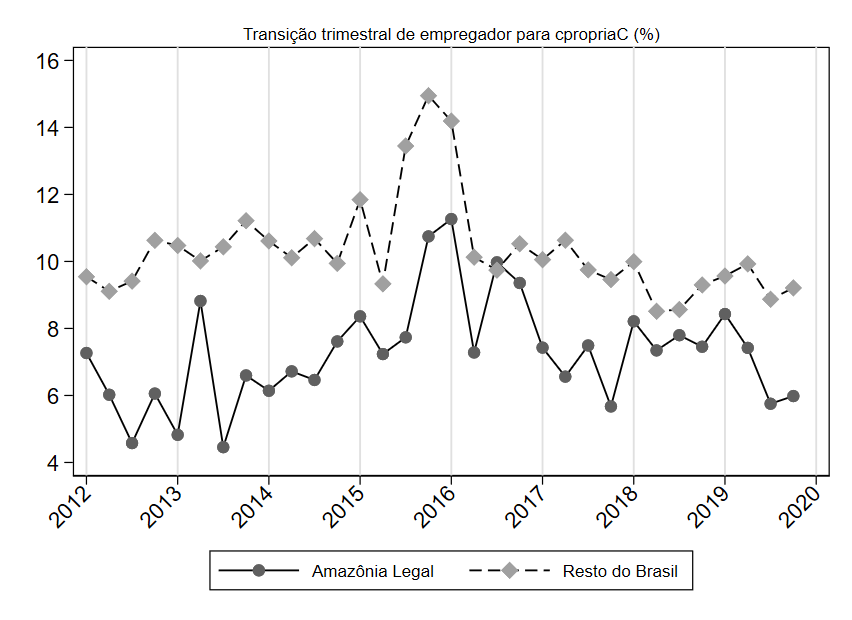 Transição trimestral de empregador para cpropriaC (%)
16
14
12
10
8
6
4
2012 2013 2014 2015 2016 2017 2018 2019 2020
Amazônia Legal Resto do Brasil